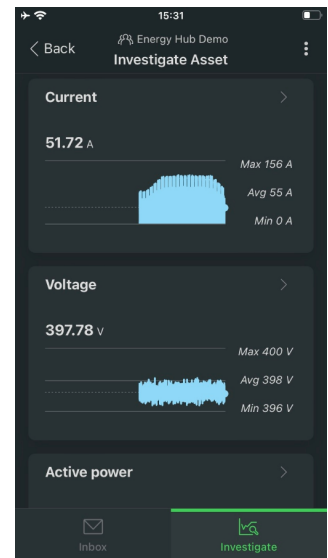 15:31
Back
Energy Hub Demo
Investigate Asset
Current
51.72 A
Max 156 A
Avg 55 A
Min 0 A
Voltage
397.78 V
Max 400 V
Avg 398 V
Min 396 V
Active power
Inbox
Investigate